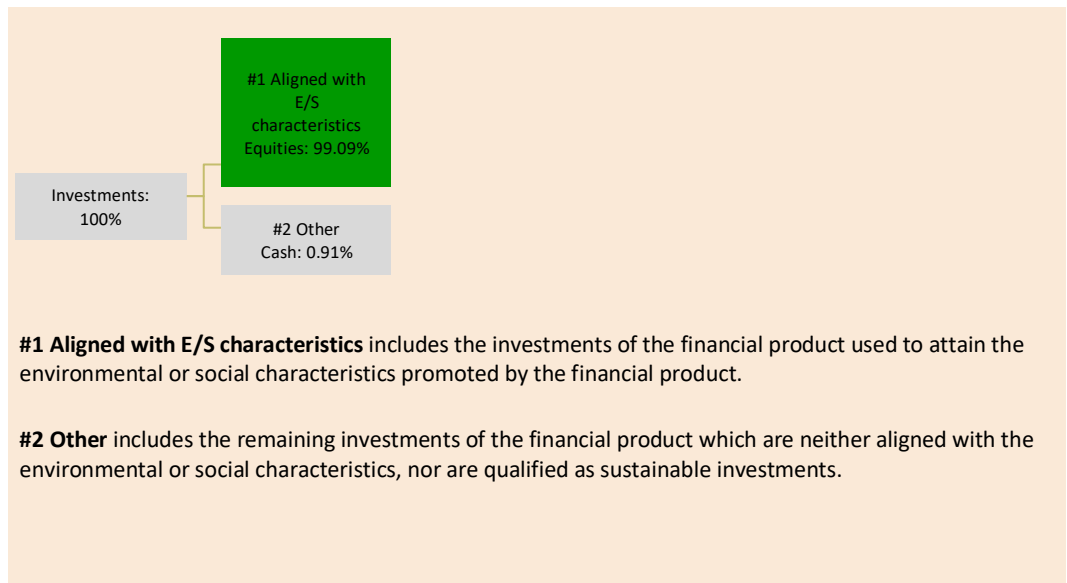 #1 Aligned with
E/S
characteristics
Equities: 99.09%
Investments:
100%
#2 Other
Cash: 0.91%
#1 Aligned with E/S characteristics includes the investments of the financial product used to attain the
environmental or social characteristics promoted by the financial product.
#2 Other includes the remaining investments of the financial product which are neither aligned with the
environmental or social characteristics, nor are qualified as sustainable investments.